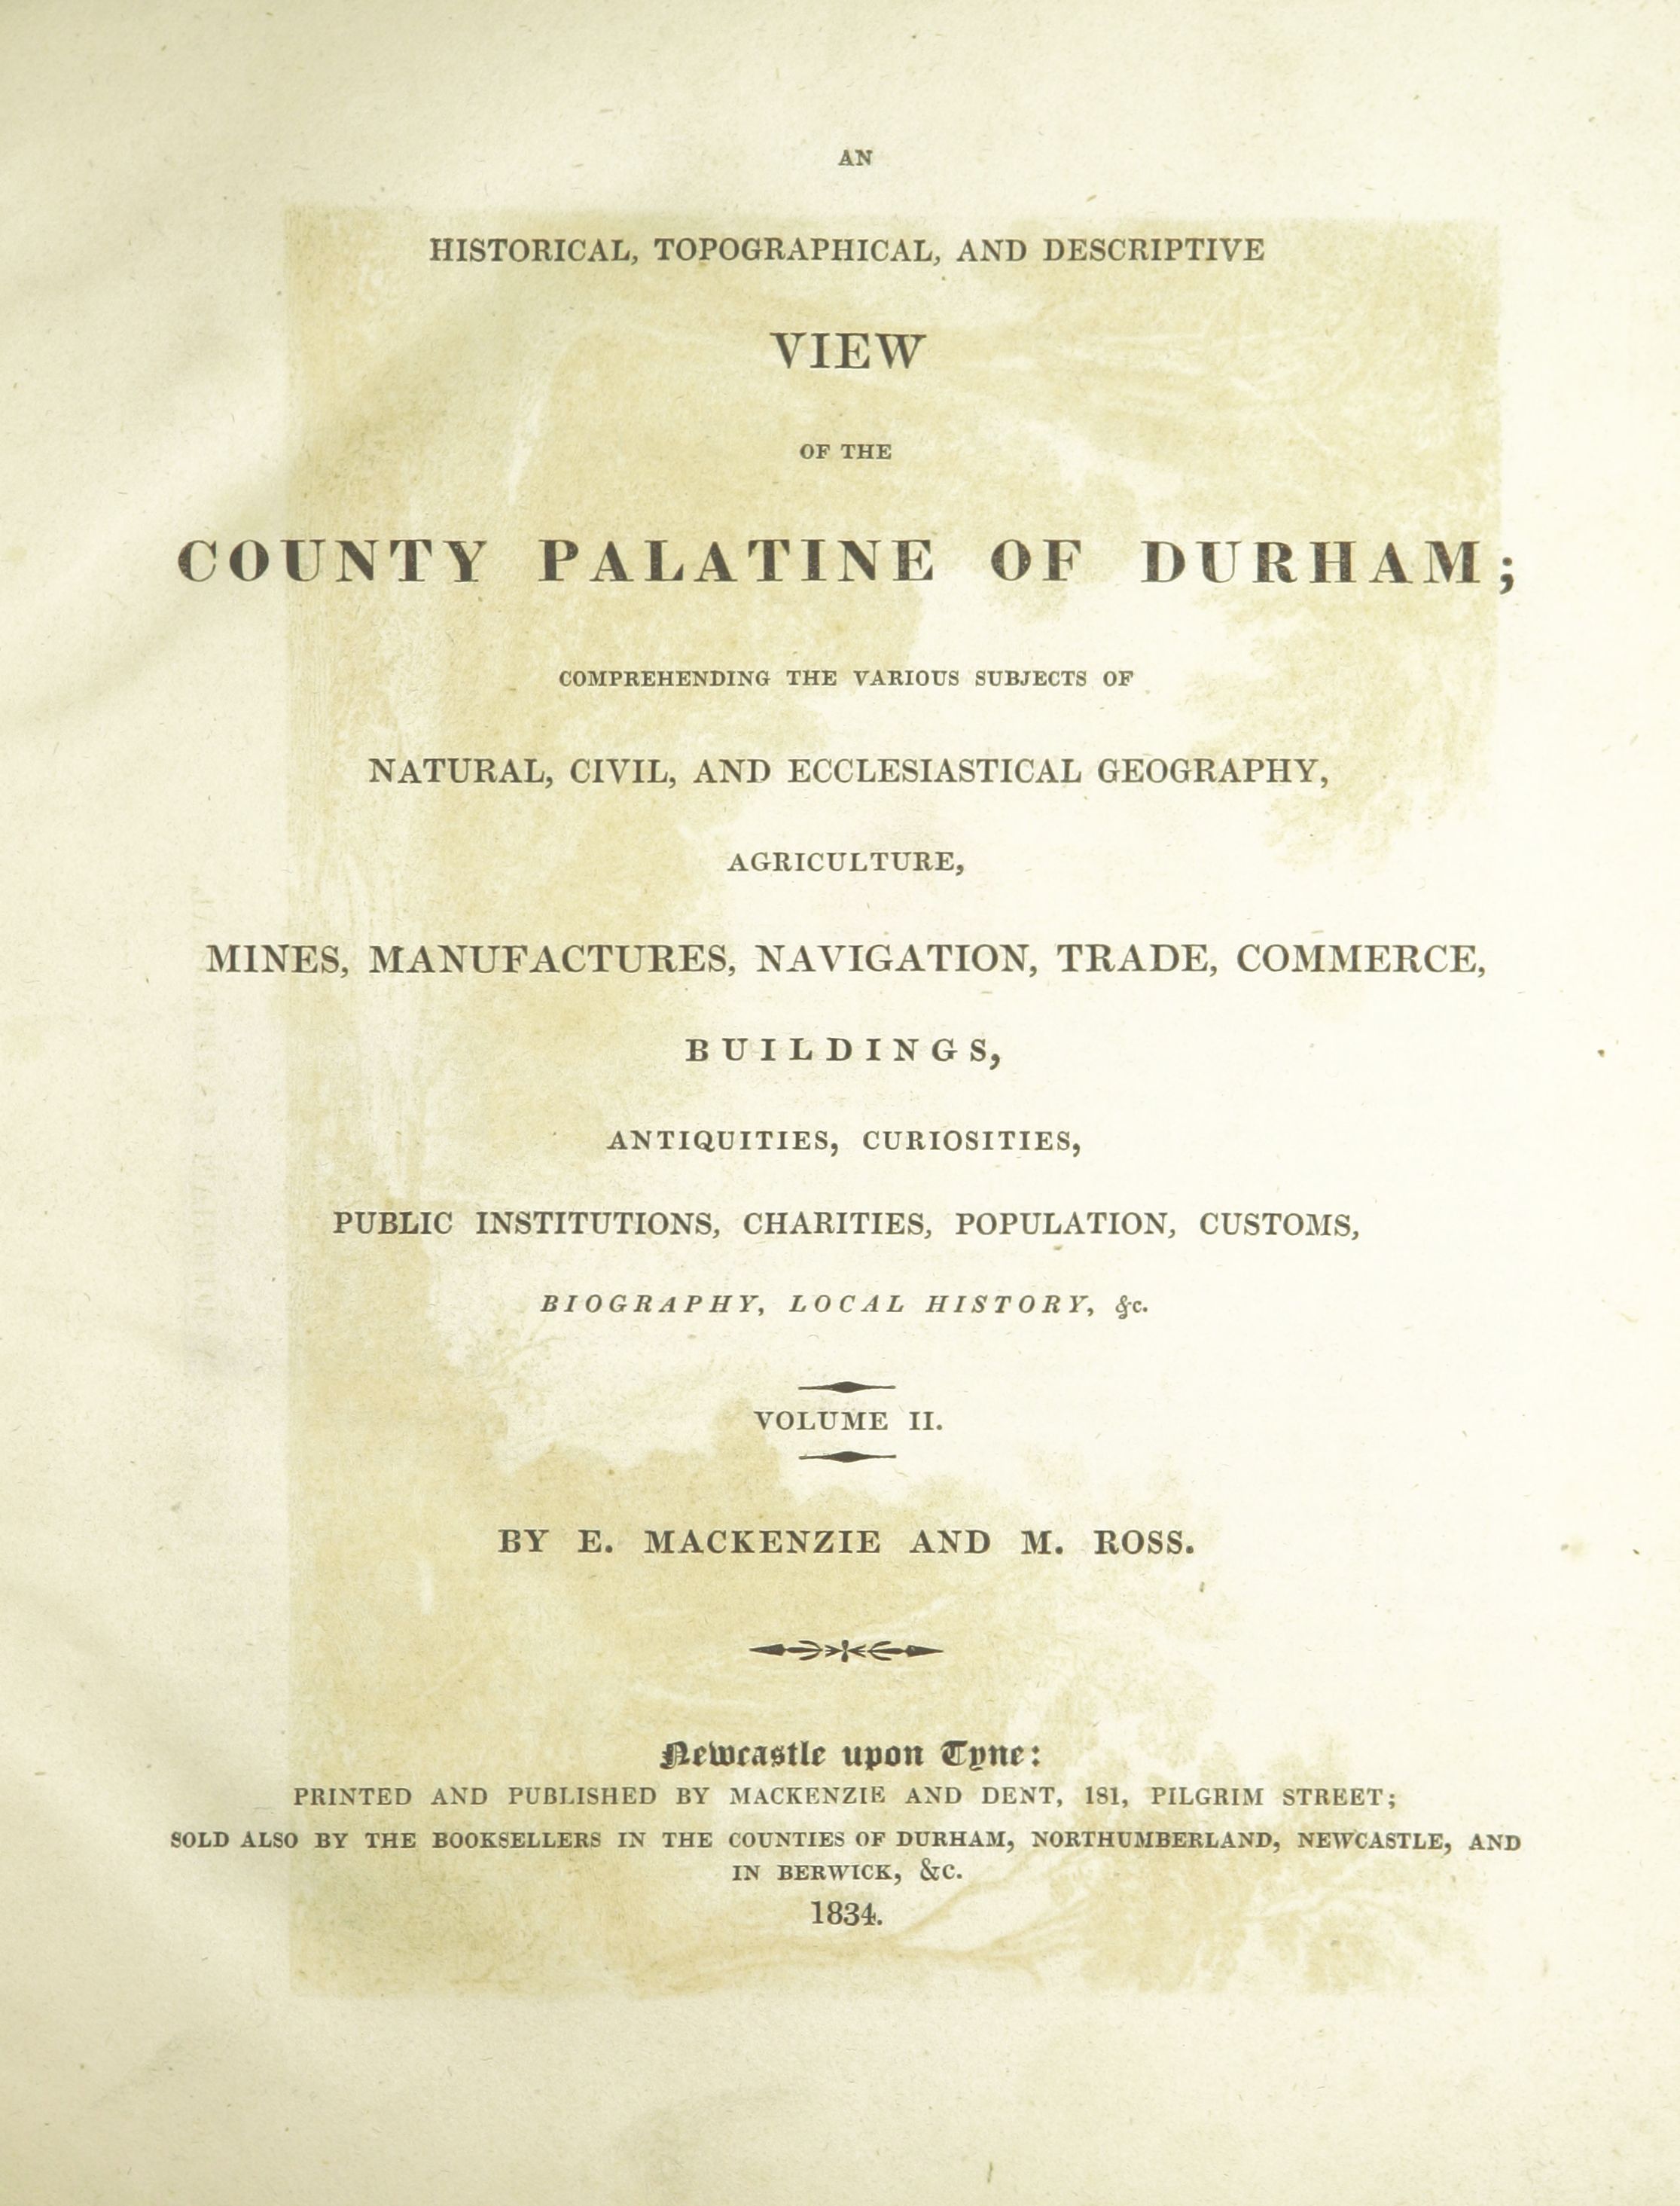 AN
HISTORICAL, TOPOGRAPHICAL, AND DESCRIPTIVE
VIEW
OF THE
COUNTY PALATINE OF DURHAM;
COMPREHENDING THE VARIOUS SUBJECTS OF
NATURAL, CIVIL, AND ECCLESIASTICAL GEOGRAPHY,
AGRICULTURE,
MINES, MANUFACTURES, NAVIGATION, TRADE, COMMERCE,
BUILDINGS,
ANTIQUITIES, CURIOSITIES,
PUBLIC INSTITUTIONS, CHARITIES, POPULATION, CUSTOMS,
BIOGRAPHY, LOCAL HISTORY, &c.
VOLUME II.
BY E. MACKENZIE AND M. ROSS.
Newcastle upon Tyne:
PRINTED AND PUBLISHED BY MACKENZIE AND DENT, 181, PILGRIM STREET;
SOLD ALSO BY THE BOOKSELLERS IN THE COUNTIES OF DURHAM, NORTHUMBERLAND, NEWCASTLE, AND
IN BERWICK, &C.
1834.